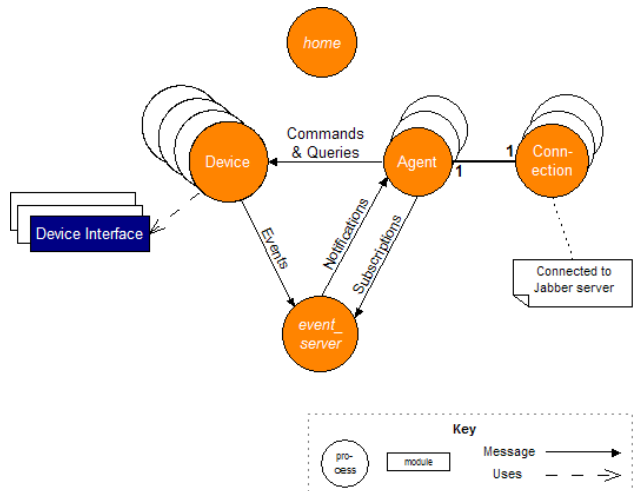 home
Commands
& Queries
Device
Agent
1
1
Conn-
ection
Device Interface
Events
Notifications
Subscriptions
Connected to
Jabber server
event_
server
Key
pro-
cess
module
Message
Uses